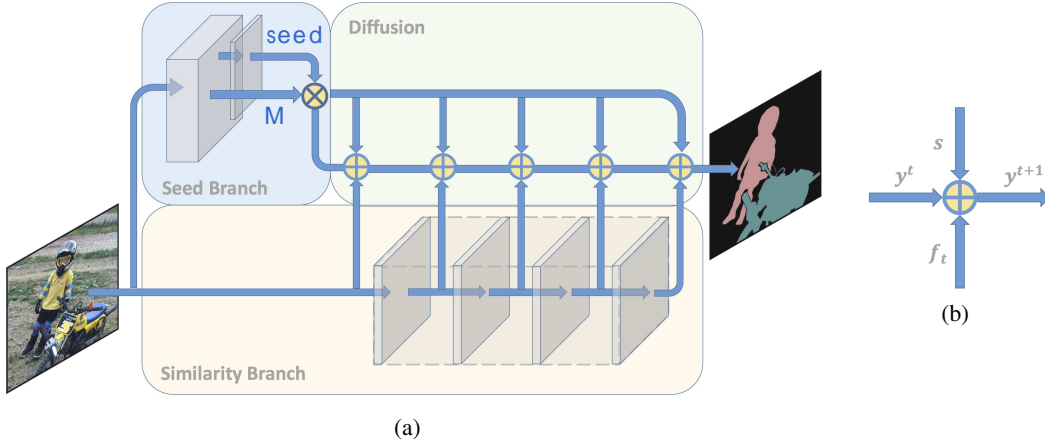 seed
Diffusion
M
Seed Branch
Similarity Branch
(a)
s
y^t
y^{t+1}
f_t
(b)